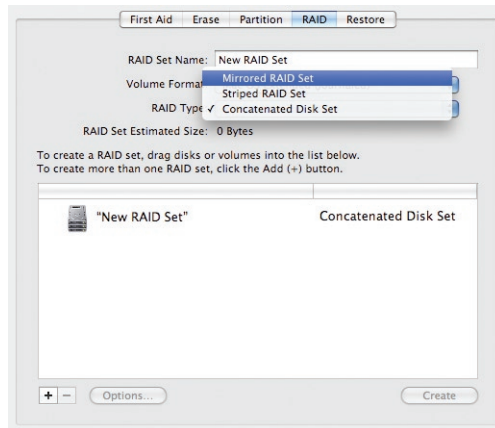 First Aid Erase Partition RAID Restore
RAID Set Name: New RAID Set
Volume Format
Mirrored RAID Set
Striped RAID Set
RAID Type ✓ Concatenated Disk Set
RAID Set Estimated Size: 0 Bytes
To create a RAID set, drag disks or volumes into the list below.
To create more than one RAID set, click the Add (+) button.
"New RAID Set" Concatenated Disk Set
+ - Options... Create